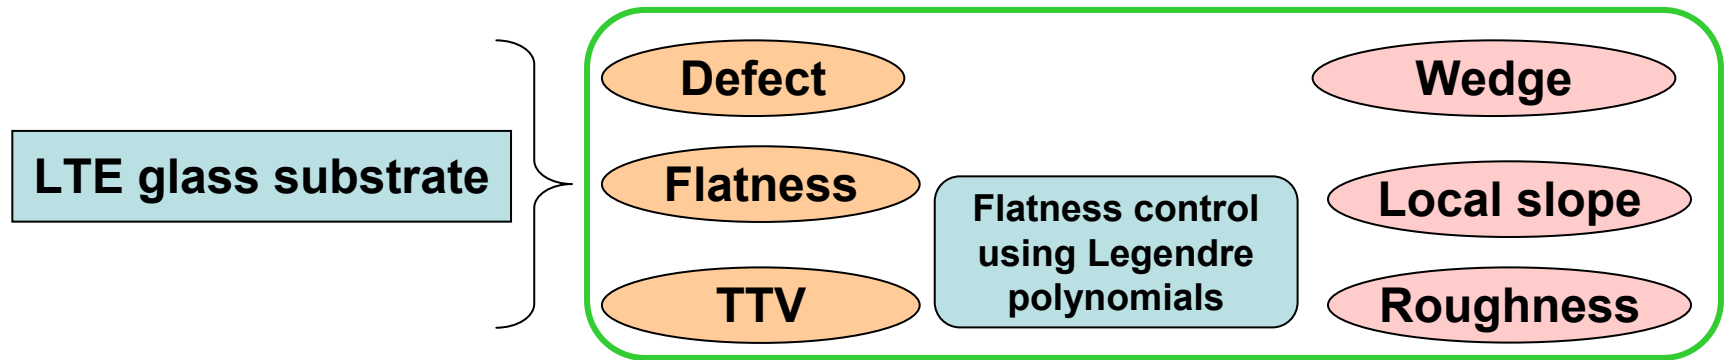 LTE glass substrate
Defect
Flatness
TTV
Flatness control
using Legendre
polynomials
Wedge
Local slope
Roughness